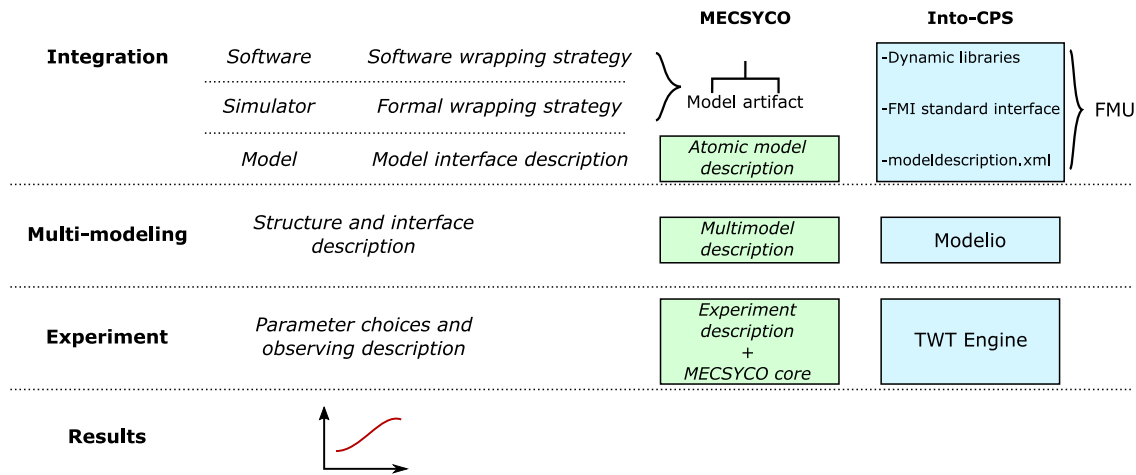 MECSYCO
Into-CPS
Integration
Software
Software wrapping strategy
-Dynamic libraries
Simulator
Formal wrapping strategy
Model artifact
-FMI standard interface
FMU
Model
Model interface description
Atomic model
description
-modeldescription.xml
Multi-modeling
Structure and interface
description
Multimodel
description
Modelio
Experiment
Parameter choices and
observing description
Experiment
description
+
MECSYCO core
TWT Engine
Results